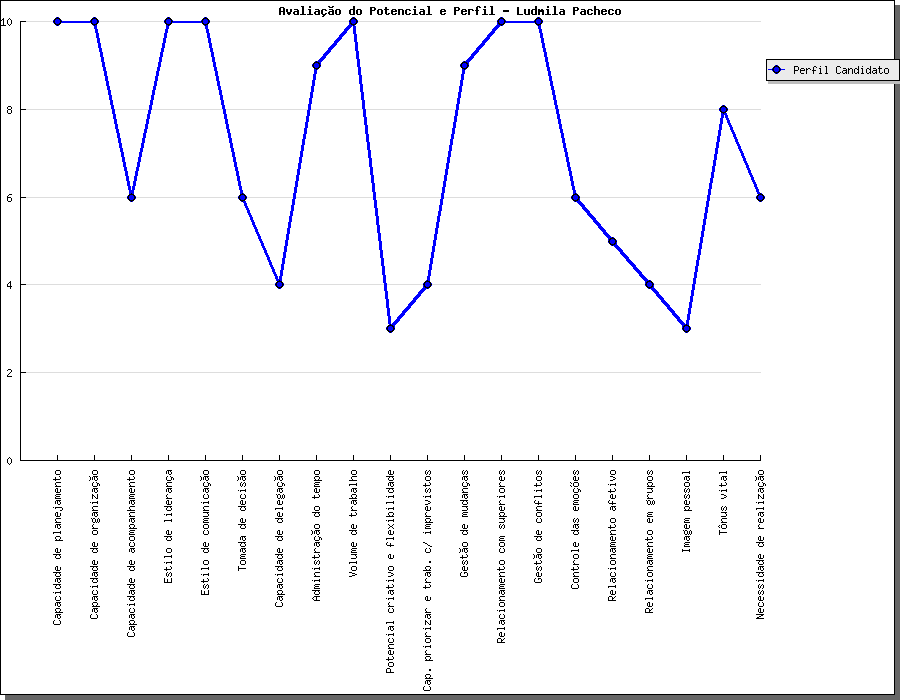 Avaliação do Potencial e Perfil - Ludmila Pacheco
Perfil Candidato
10
8
6
4
2
0
Capacidade de planejamento
Capacidade de organização
Capacidade de acompanhamento
Estilo de liderança
Estilo de comunicação
Tomada de decisão
Capacidade de delegação
Administração do tempo
Volume de trabalho
Potencial criativo e flexibilidade
Cap. priorizar e trab. c/ imprevistos
Gestão de mudanças
Relacionamento com superiores
Gestão de conflitos
Controle das emoções
Relacionamento afetivo
Relacionamento em grupos
Imagem pessoal
Tônus vital
Necessidade de realização